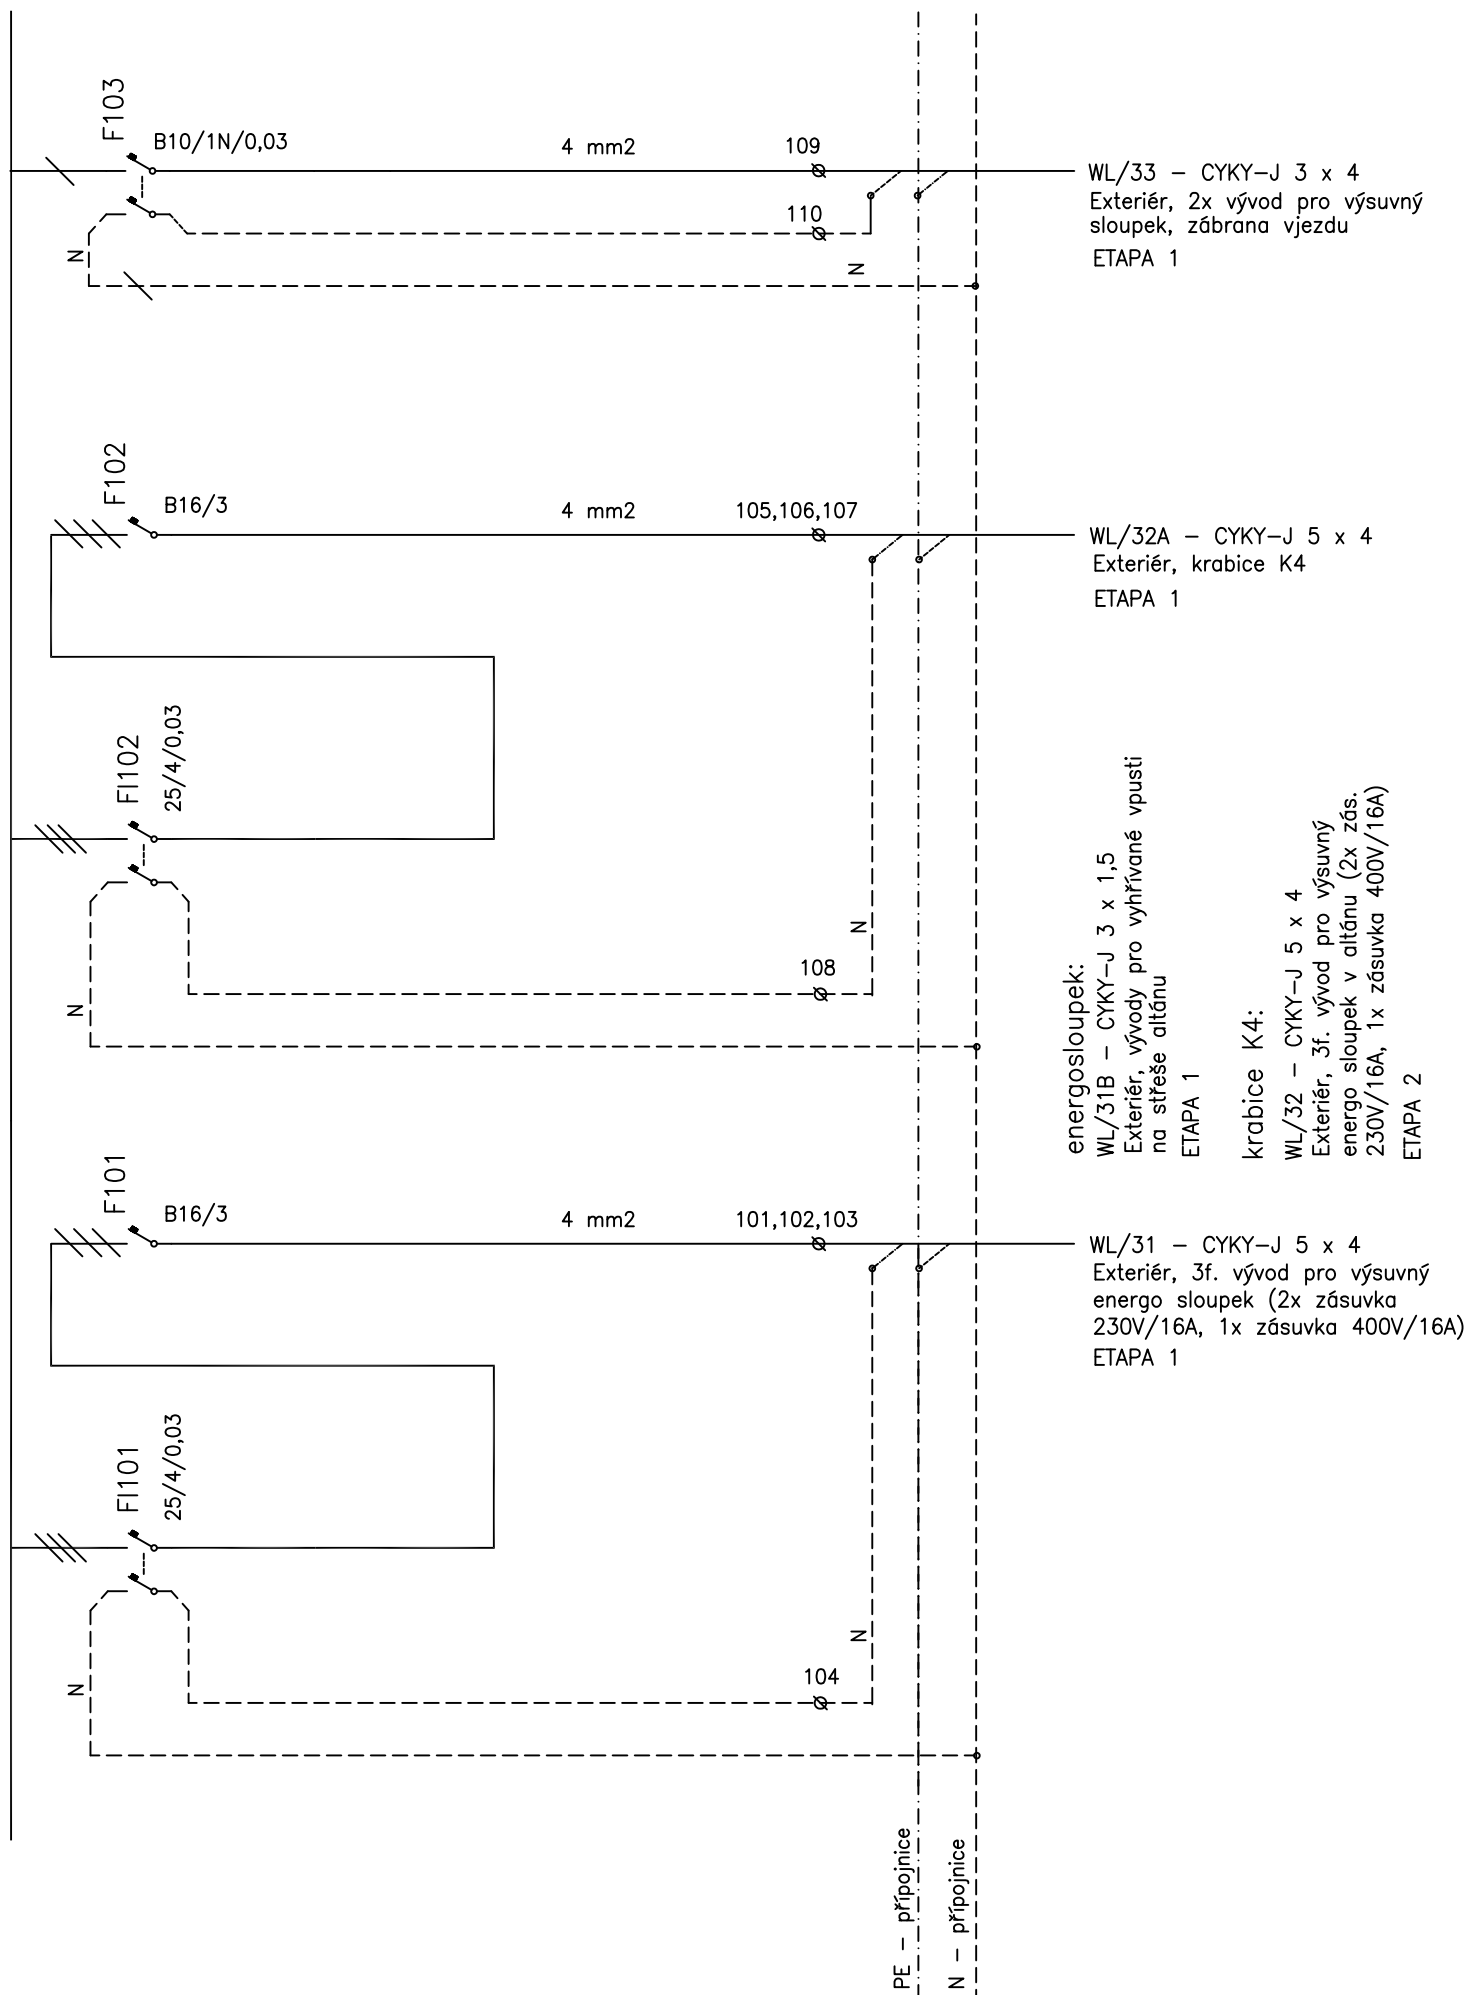 F103
B10/1N/0,03
4 mm2
109
110
N
N
WL/33 – CYKY–J 3 x 4
Exteriér, 2x vývod pro výsuvný
sloupek, zábrana vjezdu
ETAPA 1
F102
B16/3
4 mm2
105,106,107
WL/32A – CYKY–J 5 x 4
Exteriér, krabice K4
ETAPA 1
FI102
25/4/0,03
N
108
N
energosloupek:
WL/31B – CYKY–J 3 x 1,5
Exteriér, vývody pro vyhřívané vpusti
na střeše altánu
ETAPA 1
krabice K4:
WL/32 – CYKY–J 5 x 4
Exteriér, 3f. vývod pro výsuvný
energo sloupek v altánu (2x zás.
230V/16A, 1x zásuvka 400V/16A)
ETAPA 2
F101
B16/3
4 mm2
101,102,103
WL/31 – CYKY–J 5 x 4
Exteriér, 3f. vývod pro výsuvný
energo sloupek (2x zásuvka
230V/16A, 1x zásuvka 400V/16A)
ETAPA 1
FI101
25/4/0,03
N
104
N
PE – přípojnice
N – přípojnice